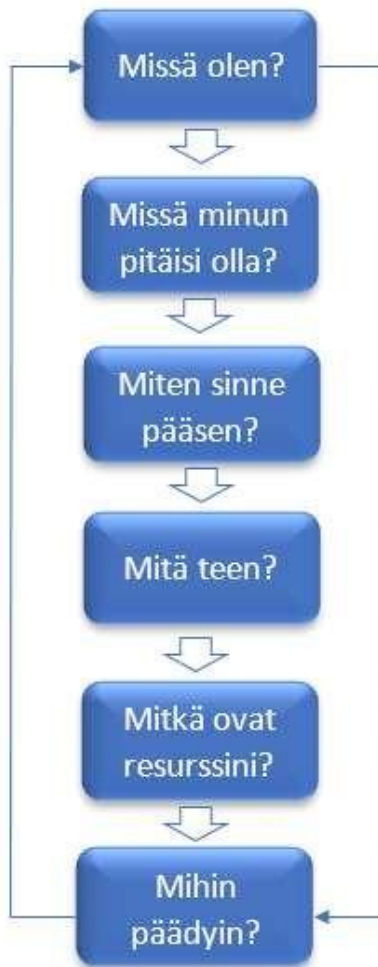 Missä olen?
Missä minun
pitäisi olla?
Miten sinne
pääsen?
Mitä teen?
Mitkä ovat
resurssini?
Mihin
päädyin?